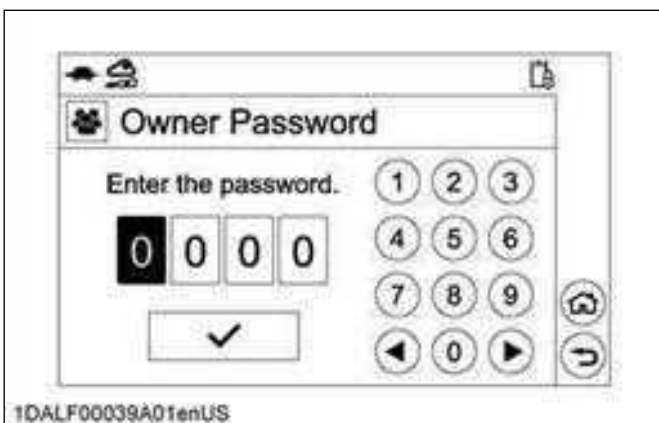 Owner Password
Enter the password.
1 2 3
0 0 0 0
4 5 6
7 8 9
0
1DALF00039A01enUS